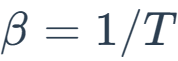 β = 1/T